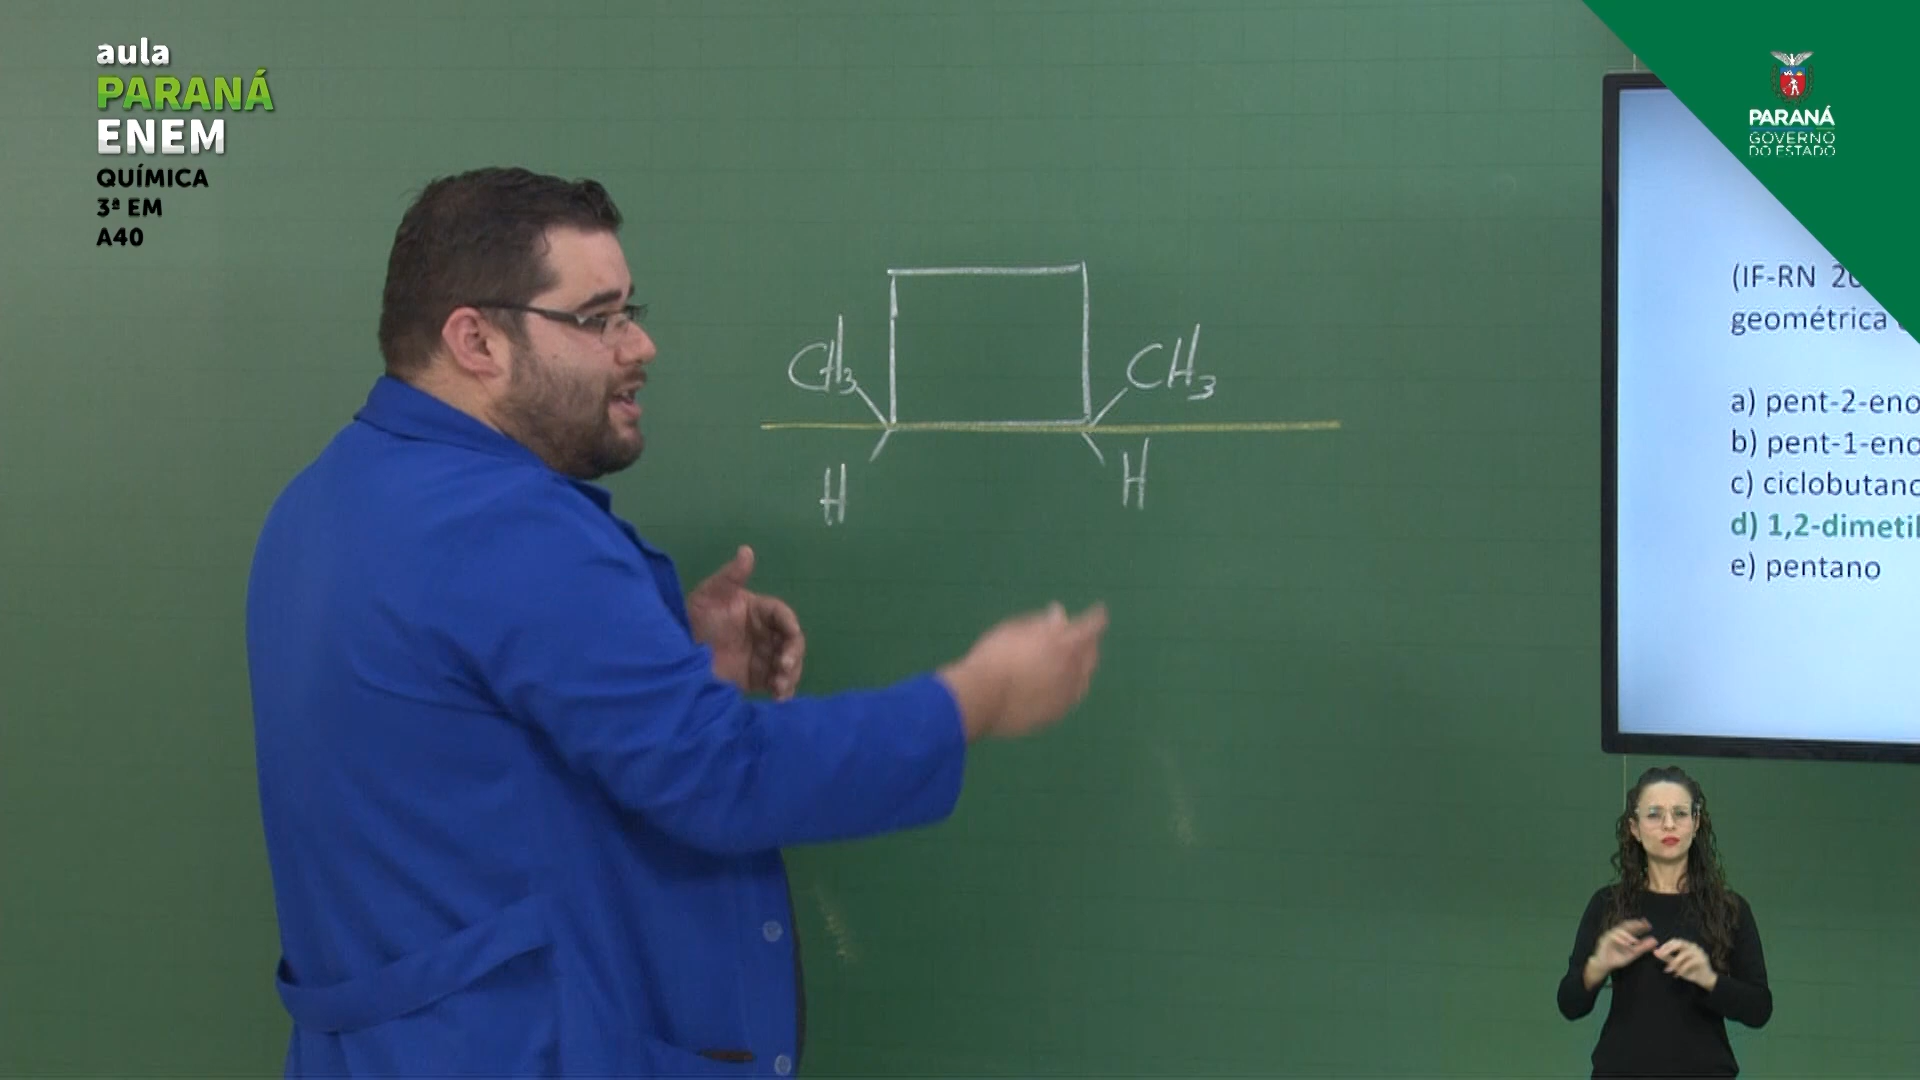 aula
PARANÁ
ENEM
QUÍMICA
3ª EM
A40
PARANÁ
GOVERNO
DO ESTADO
(IF-RN
geométrica
a) pent-2-eno
b) pent-1-eno
c) ciclobutano
d) 1,2-dimetil
e) pentano
CH₃ CH₃
H H